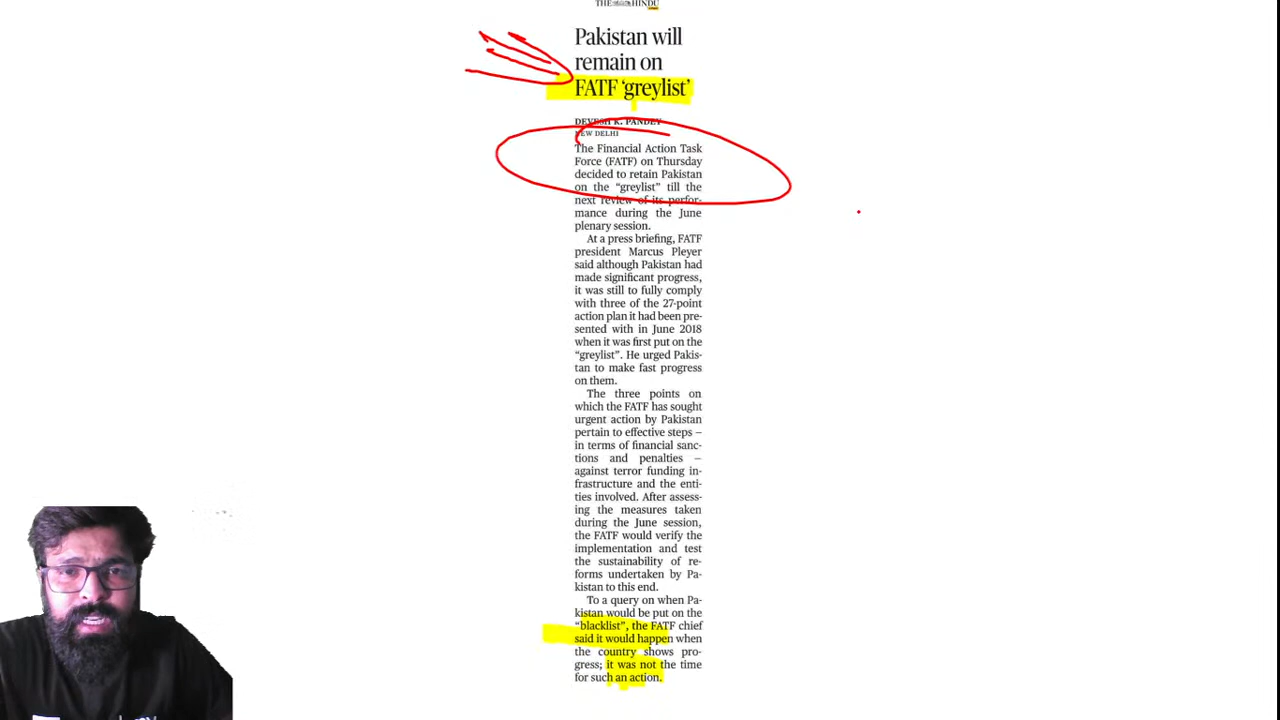 THE HINDU
Pakistan will
remain on
FATF ‘greylist’
DEVESH K. PANDEY
NEW DELHI
The Financial Action Task
Force (FATF) on Thursday
decided to retain Pakistan
on the “greylist” till the
next review of its perfor-
mance during the June
plenary session.
At a press briefing, FATF
president Marcus Pleyer
said although Pakistan had
made significant progress,
it was still to fully comply
with three of the 27-point
action plan it had been pre-
sented with in June 2018
when it was first put on the
“greylist”. He urged Pakis-
tan to make fast progress
on them.
The three points on
which the FATF has sought
urgent action by Pakistan
pertain to effective steps –
in terms of financial sanc-
tions and penalties –
against terror funding in-
frastructure and the enti-
ties involved. After assess-
ing the measures taken
during the June session,
the FATF would verify the
implementation and test
the sustainability of re-
forms undertaken by Pa-
kistan to this end.
To a query on when Pa-
kistan would be put on the
“blacklist”, the FATF chief
said it would happen when
the country shows pro-
gress; it was not the time
for such an action.